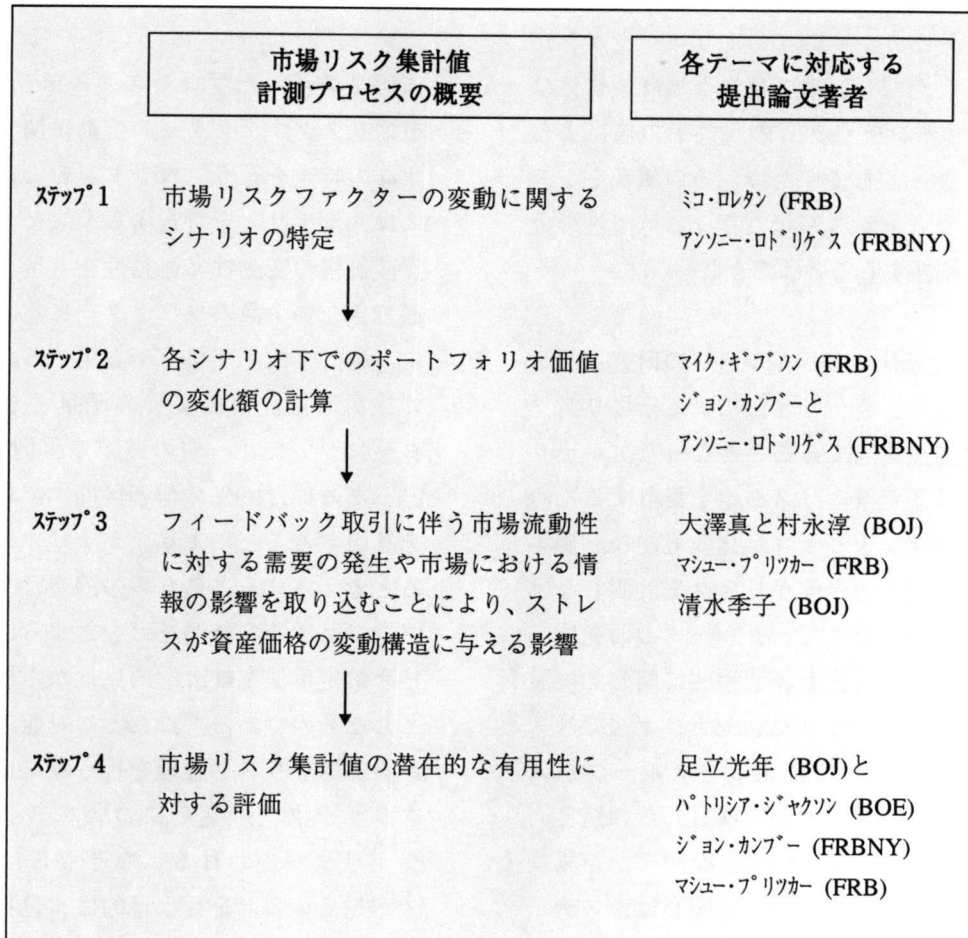 市場リスク集計値
計測プロセスの概要
各テーマに対応する
提出論文著者
ｽﾃｯﾌﾟ1
市場リスクファクターの変動に関する
シナリオの特定
ﾐｺ・ﾛﾚﾀﾝ (FRB)
ｱﾝｿﾆｰ・ﾛﾄﾞﾘｹﾞｽ (FRBNY)
ｽﾃｯﾌﾟ2
各シナリオ下でのポートフォリオ価値
の変化額の計算
ﾏｲｸ・ｷﾞﾌﾞｿﾝ (FRB)
ｼﾞｮﾝ・ｶﾝﾌﾞｰと
ｱﾝｿﾆｰ・ﾛﾄﾞﾘｹﾞｽ (FRBNY)
ｽﾃｯﾌﾟ3
フィードバック取引に伴う市場流動性
に対する需要の発生や市場における情
報の影響を取り込むことにより、ストレ
スが資産価格の変動構造に与える影響
大澤真と村永淳 (BOJ)
ﾏｼｭｰ・ﾌﾟﾘﾂｶｰ (FRB)
清水季子 (BOJ)
ｽﾃｯﾌﾟ4
市場リスク集計値の潜在的な有用性に
対する評価
足立光年 (BOJ)と
ﾊﾟﾄﾘｼｱ・ｼﾞｬｸｿﾝ (BOE)
ｼﾞｮﾝ・ｶﾝﾌﾞｰ (FRBNY)
ﾏｼｭｰ・ﾌﾟﾘﾂｶｰ (FRB)